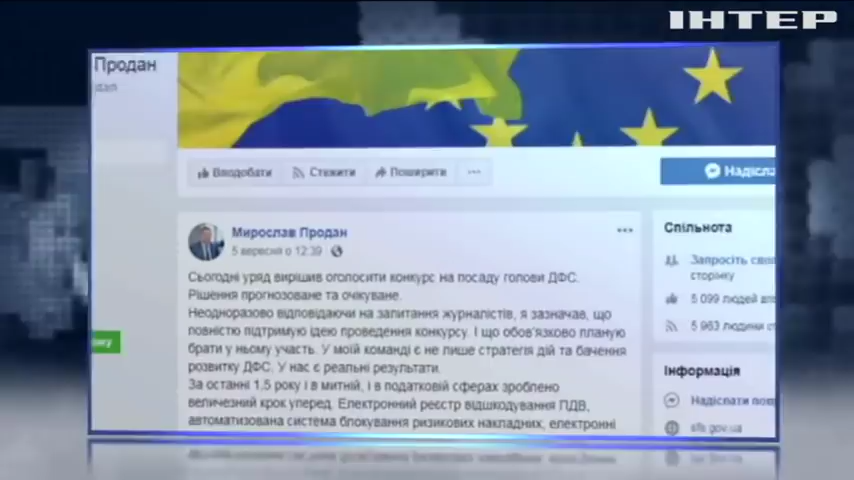 ІНТЕР
Продан
Вподобати Стежити Поширити
Надісла
Мирослав Продан
5 вересня о 12:39
Сьогодні уряд вирішив оголосити конкурс на посаду голови ДФС.
Рішення прогнозоване та очікуване.
Неодноразово відповідаючи на запитання журналістів, я зазначав, що
повністю підтримую ідею проведення конкурсу. І що обов'язково планую
брати у ньому участь. У моїй команді є не лише стратегія дій та бачення
розвитку ДФС. У нас є реальні результати.
За останні 1,5 року і в митній, і в податковій сферах зроблено
величезний крок уперед. Електронний реєстр відшкодування ПДВ,
автоматизована система блокування ризикових накладних, електронні
Спільнота
Запросіть
сторінку
5 099 людей
5 963 людини
Інформація
Надіслати
sfs.gov.ua